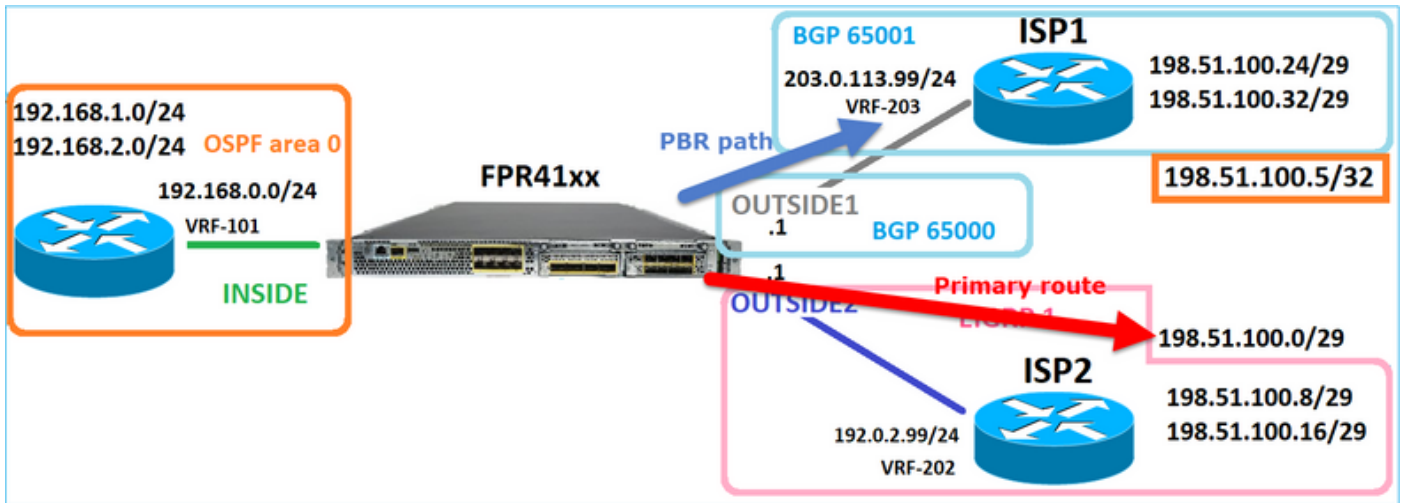 BGP 65001
ISP1
203.0.113.99/24
VRF-203
198.51.100.24/29
198.51.100.32/29
192.168.1.0/24
192.168.2.0/24
OSPF area 0
192.168.0.0/24
VRF-101
INSIDE
FPR41xx
PBR path
198.51.100.5/32
OUTSIDE1
.1
BGP 65000
.1
OUTSIDE2
Primary route
EIGRP 1
198.51.100.0/29
ISP2
198.51.100.8/29
198.51.100.16/29
192.0.2.99/24
VRF-202